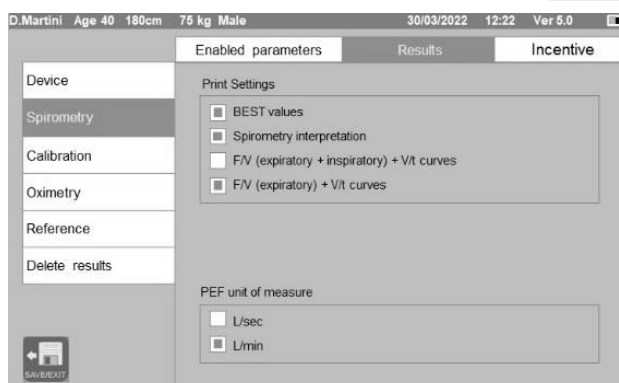 D.Martini Age 40 180cm 75 kg Male 30/03/2022 12:22 Ver 5.0
Enabled parameters Results Incentive
Device
Spirometry
Calibration
Oximetry
Reference
Delete results
Print Settings
BEST values
Spirometry interpretation
F/V (expiratory + inspiratory) + V/t curves
F/V (expiratory) + V/t curves
PEF unit of measure
L/sec
L/min
SAVE/EXIT